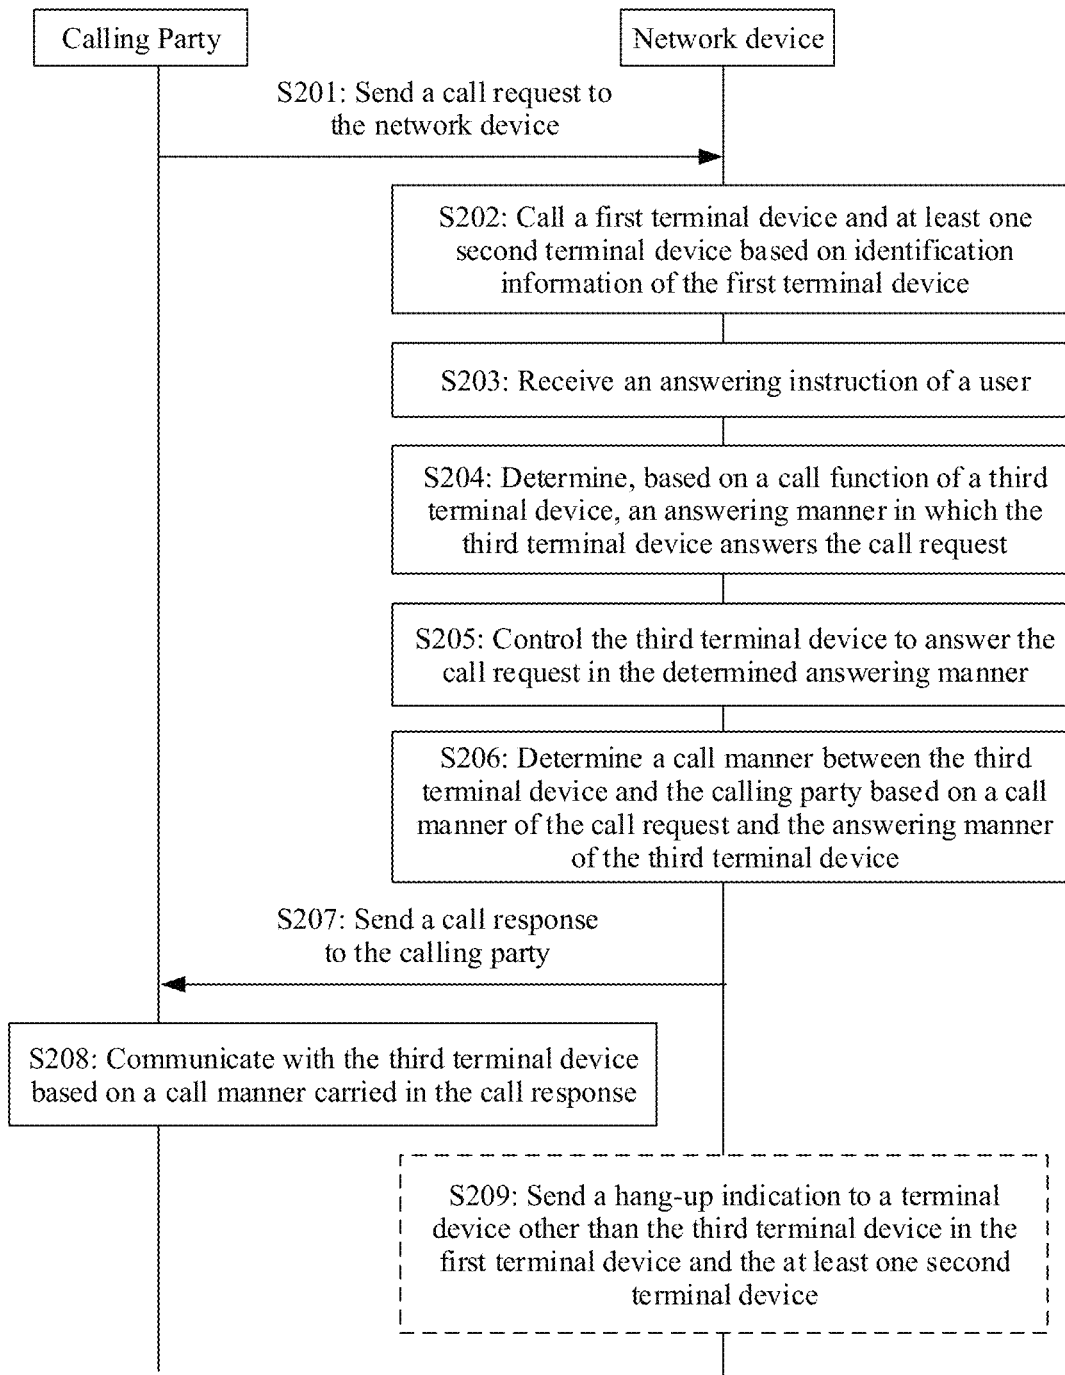 Calling Party
Network device
S201: Send a call request to
the network device
S202: Call a first terminal device and at least one
second terminal device based on identification
information of the first terminal device
S203: Receive an answering instruction of a user
S204: Determine, based on a call function of a third
terminal device, an answering manner in which the
third terminal device answers the call request
S205: Control the third terminal device to answer the
call request in the determined answering manner
S206: Determine a call manner between the third
terminal device and the calling party based on a call
manner of the call request and the answering manner
of the third terminal device
S207: Send a call response
to the calling party
S208: Communicate with the third terminal device
based on a call manner carried in the call response
S209: Send a hang-up indication to a terminal
device other than the third terminal device in the
first terminal device and the at least one second
terminal device